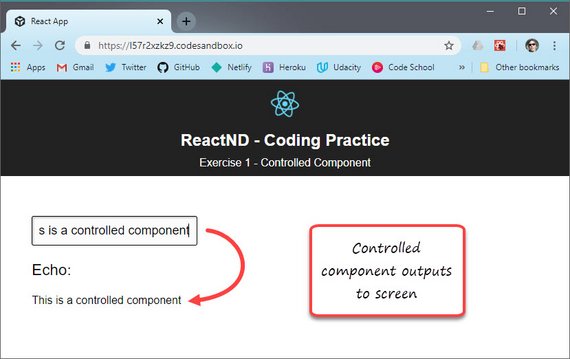 React App
https://l57r2xzkz9.codesandbox.io
Apps Gmail Twitter GitHub Netlify Heroku Udacity Code School » Other bookmarks
ReactND - Coding Practice
Exercise 1 - Controlled Component
s is a controlled component
Echo:
This is a controlled component
Controlled
component outputs
to screen